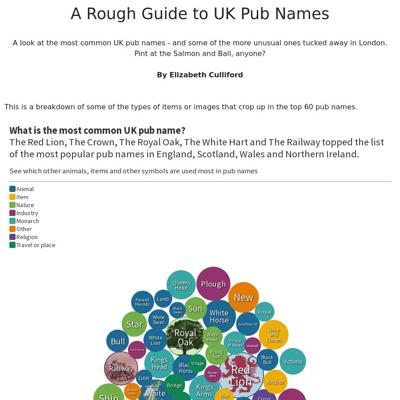 A Rough Guide to UK Pub Names
A look at the most common UK pub names - and some of the more unusual ones tucked away in London.
Pint at the Salmon and Ball, anyone?
By Elizabeth Culliford
This is a breakdown of some of the types of items or images that crop up in the top 60 pub names.
What is the most common UK pub name?
The Red Lion, The Crown, The Royal Oak, The White Hart and The Railway topped the list
of the most popular pub names in England, Scotland, Wales and Northern Ireland.
See which other animals, items and other symbols are used most in pub names
Animal
Item
Nature
Industry
Monarch
Other
Religion
Travel or place
Queens
Head
Plough
New
Fox and
Hounds
Lamb
Sun
Royal
Star
White
Swan
White
Horse
Greyhound
Rose
and
Crown
Bull
White
Lion
Royal
Oak
Black
Bull
Victoria
Railway
Kings
Head
Black
Horse
Village
Red
Lion
Lion
Anchor
Ship
White
Bridge
Kings
Arms